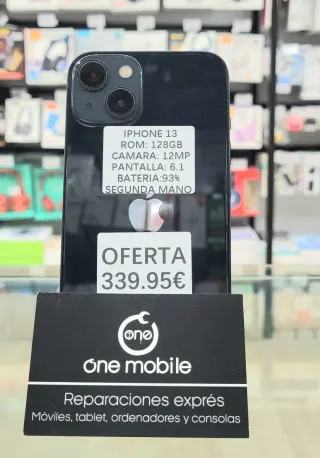 IPHONE 13
ROM: 128GB
CAMARA: 12MP
PANTALLA: 6.1
BATERIA:93%
SEGUNDA MANO
OFERTA
339.95€
one
óne mobile
Reparaciones exprés
Móviles, tablet, ordenadores y consolas